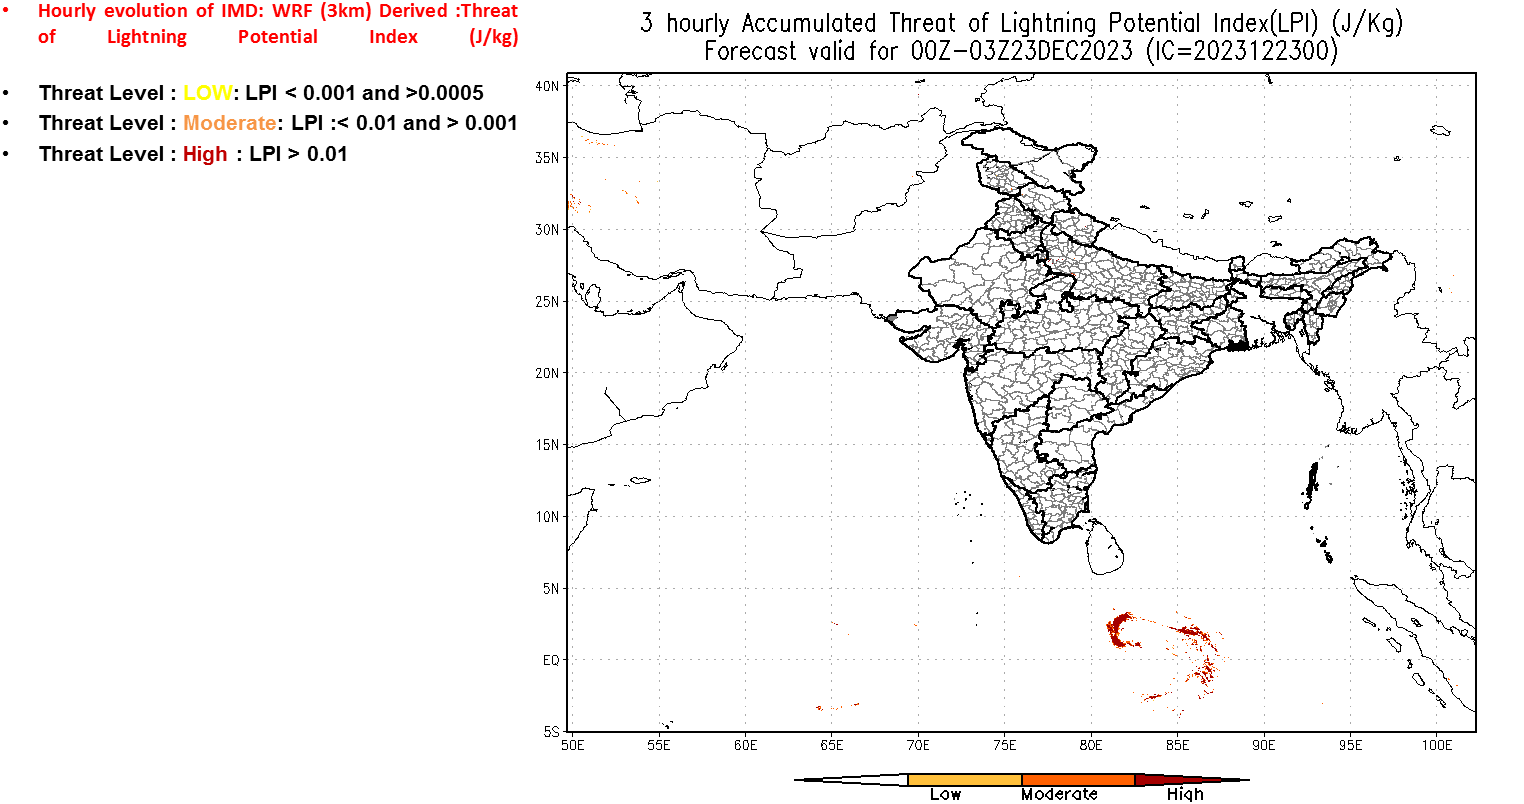 • Hourly evolution of IMD: WRF (3km) Derived :Threat
of Lightning Potential Index (J/kg)
• Threat Level : LOW: LPI < 0.001 and >0.0005
• Threat Level : Moderate: LPI :< 0.01 and > 0.001
• Threat Level : High : LPI > 0.01
3 hourly Accumulated Threat of Lightning Potential Index(LPI) (J/Kg)
Forecast valid for 00Z-03Z23DEC2023 (IC=2023122300)
40N
35N
30N
25N
20N
15N
10N
5N
EQ
5S
50E 55E 60E 65E 70E 75E 80E 85E 90E 95E 100E
Low Moderate High